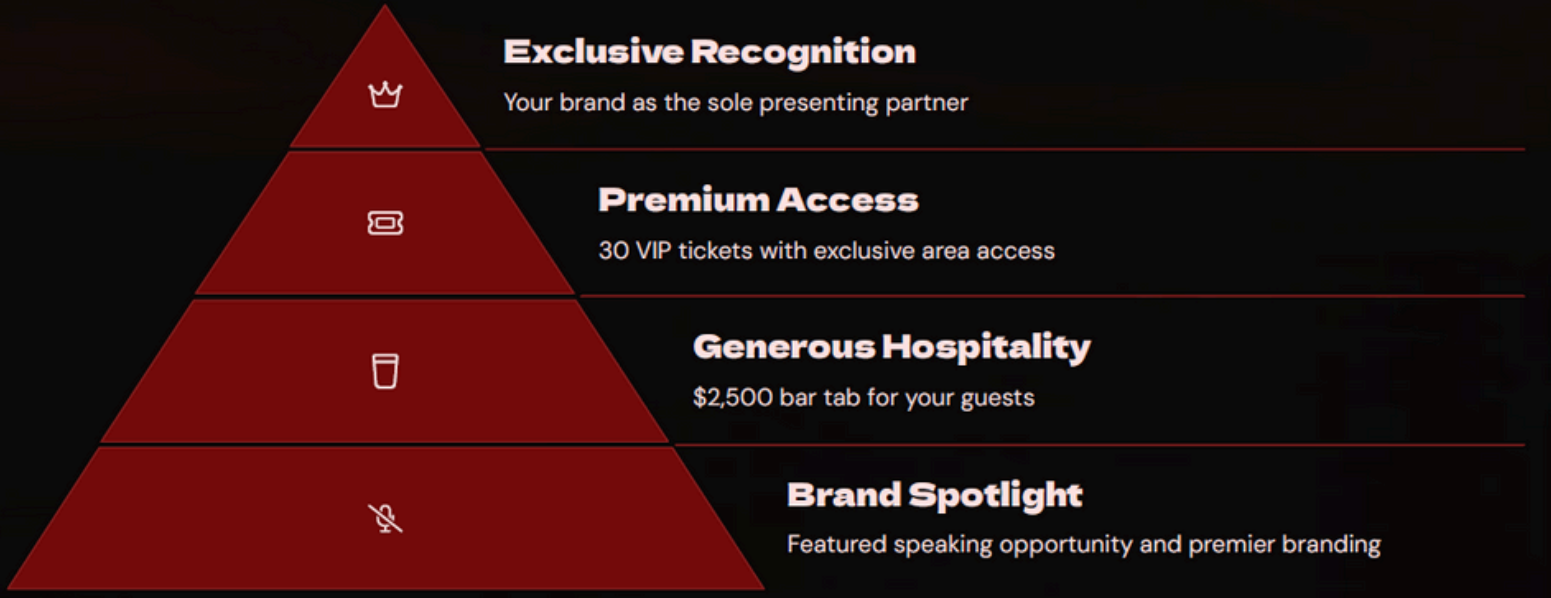 Exclusive Recognition
Your brand as the sole presenting partner
Premium Access
30 VIP tickets with exclusive area access
Generous Hospitality
$2,500 bar tab for your guests
Brand Spotlight
Featured speaking opportunity and premier branding